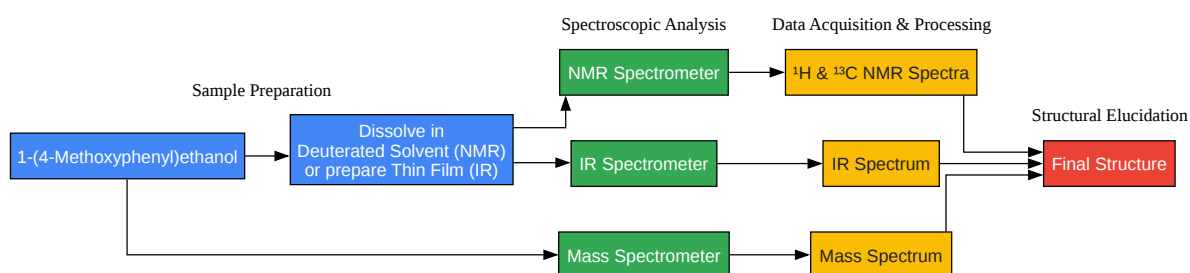 Spectroscopic Analysis
Data Acquisition & Processing
NMR Spectrometer
¹H & ¹³C NMR Spectra
Sample Preparation
Structural Elucidation
1-(4-Methoxyphenyl)ethanol
Dissolve in
Deuterated Solvent (NMR)
or prepare Thin Film (IR)
IR Spectrometer
IR Spectrum
Final Structure
Mass Spectrometer
Mass Spectrum